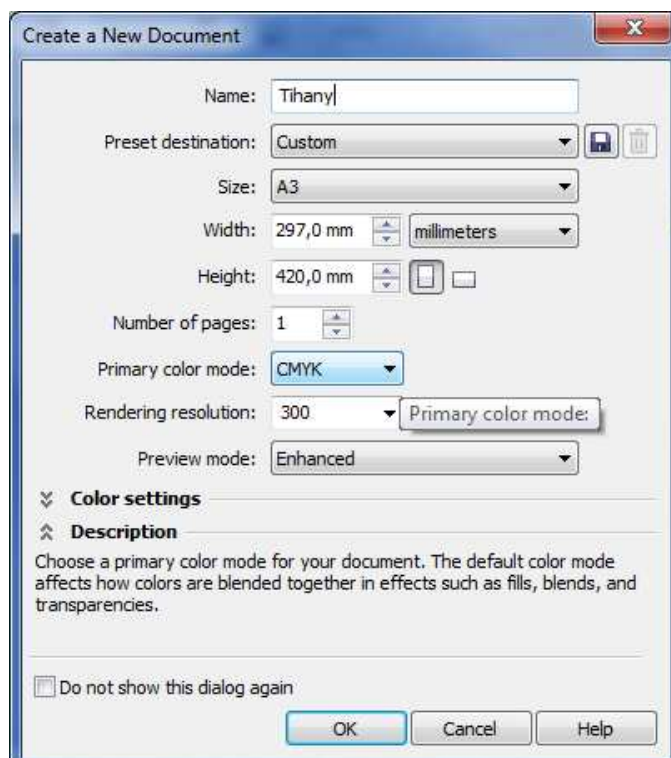 Create a New Document
Name: Tihany
Preset destination: Custom
Size: A3
Width: 297,0 mm millimeters
Height: 420,0 mm
Number of pages: 1
Primary color mode: CMYK
Rendering resolution: 300 Primary color mode:
Preview mode: Enhanced
Color settings
Description
Choose a primary color mode for your document. The default color mode
affects how colors are blended together in effects such as fills, blends, and
transparencies.
Do not show this dialog again
OK Cancel Help